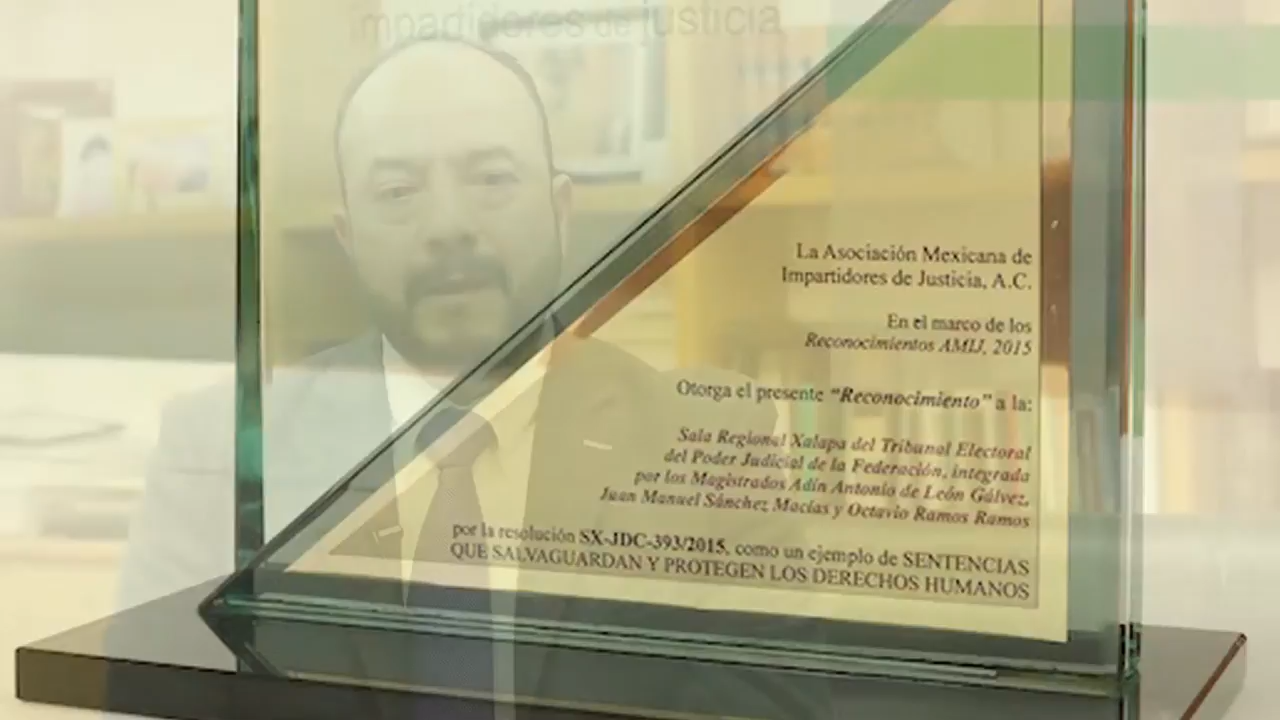 impartidores de justicia
La Asociación Mexicana de
Impartidores de Justicia, A.C.
En el marco de los
Reconocimientos AMIJ, 2015
Otorga el presente “Reconocimiento” a la:
Sala Regional Xalapa del Tribunal Electoral
del Poder Judicial de la Federación, integrada
por los Magistrados Adín Antonio de León Gálvez,
Juan Manuel Sánchez Macías y Octavio Ramos Ramos
por la resolución SX-JDC-393/2015, como un ejemplo de SENTENCIAS
QUE SALVAGUARDAN Y PROTEGEN LOS DERECHOS HUMANOS